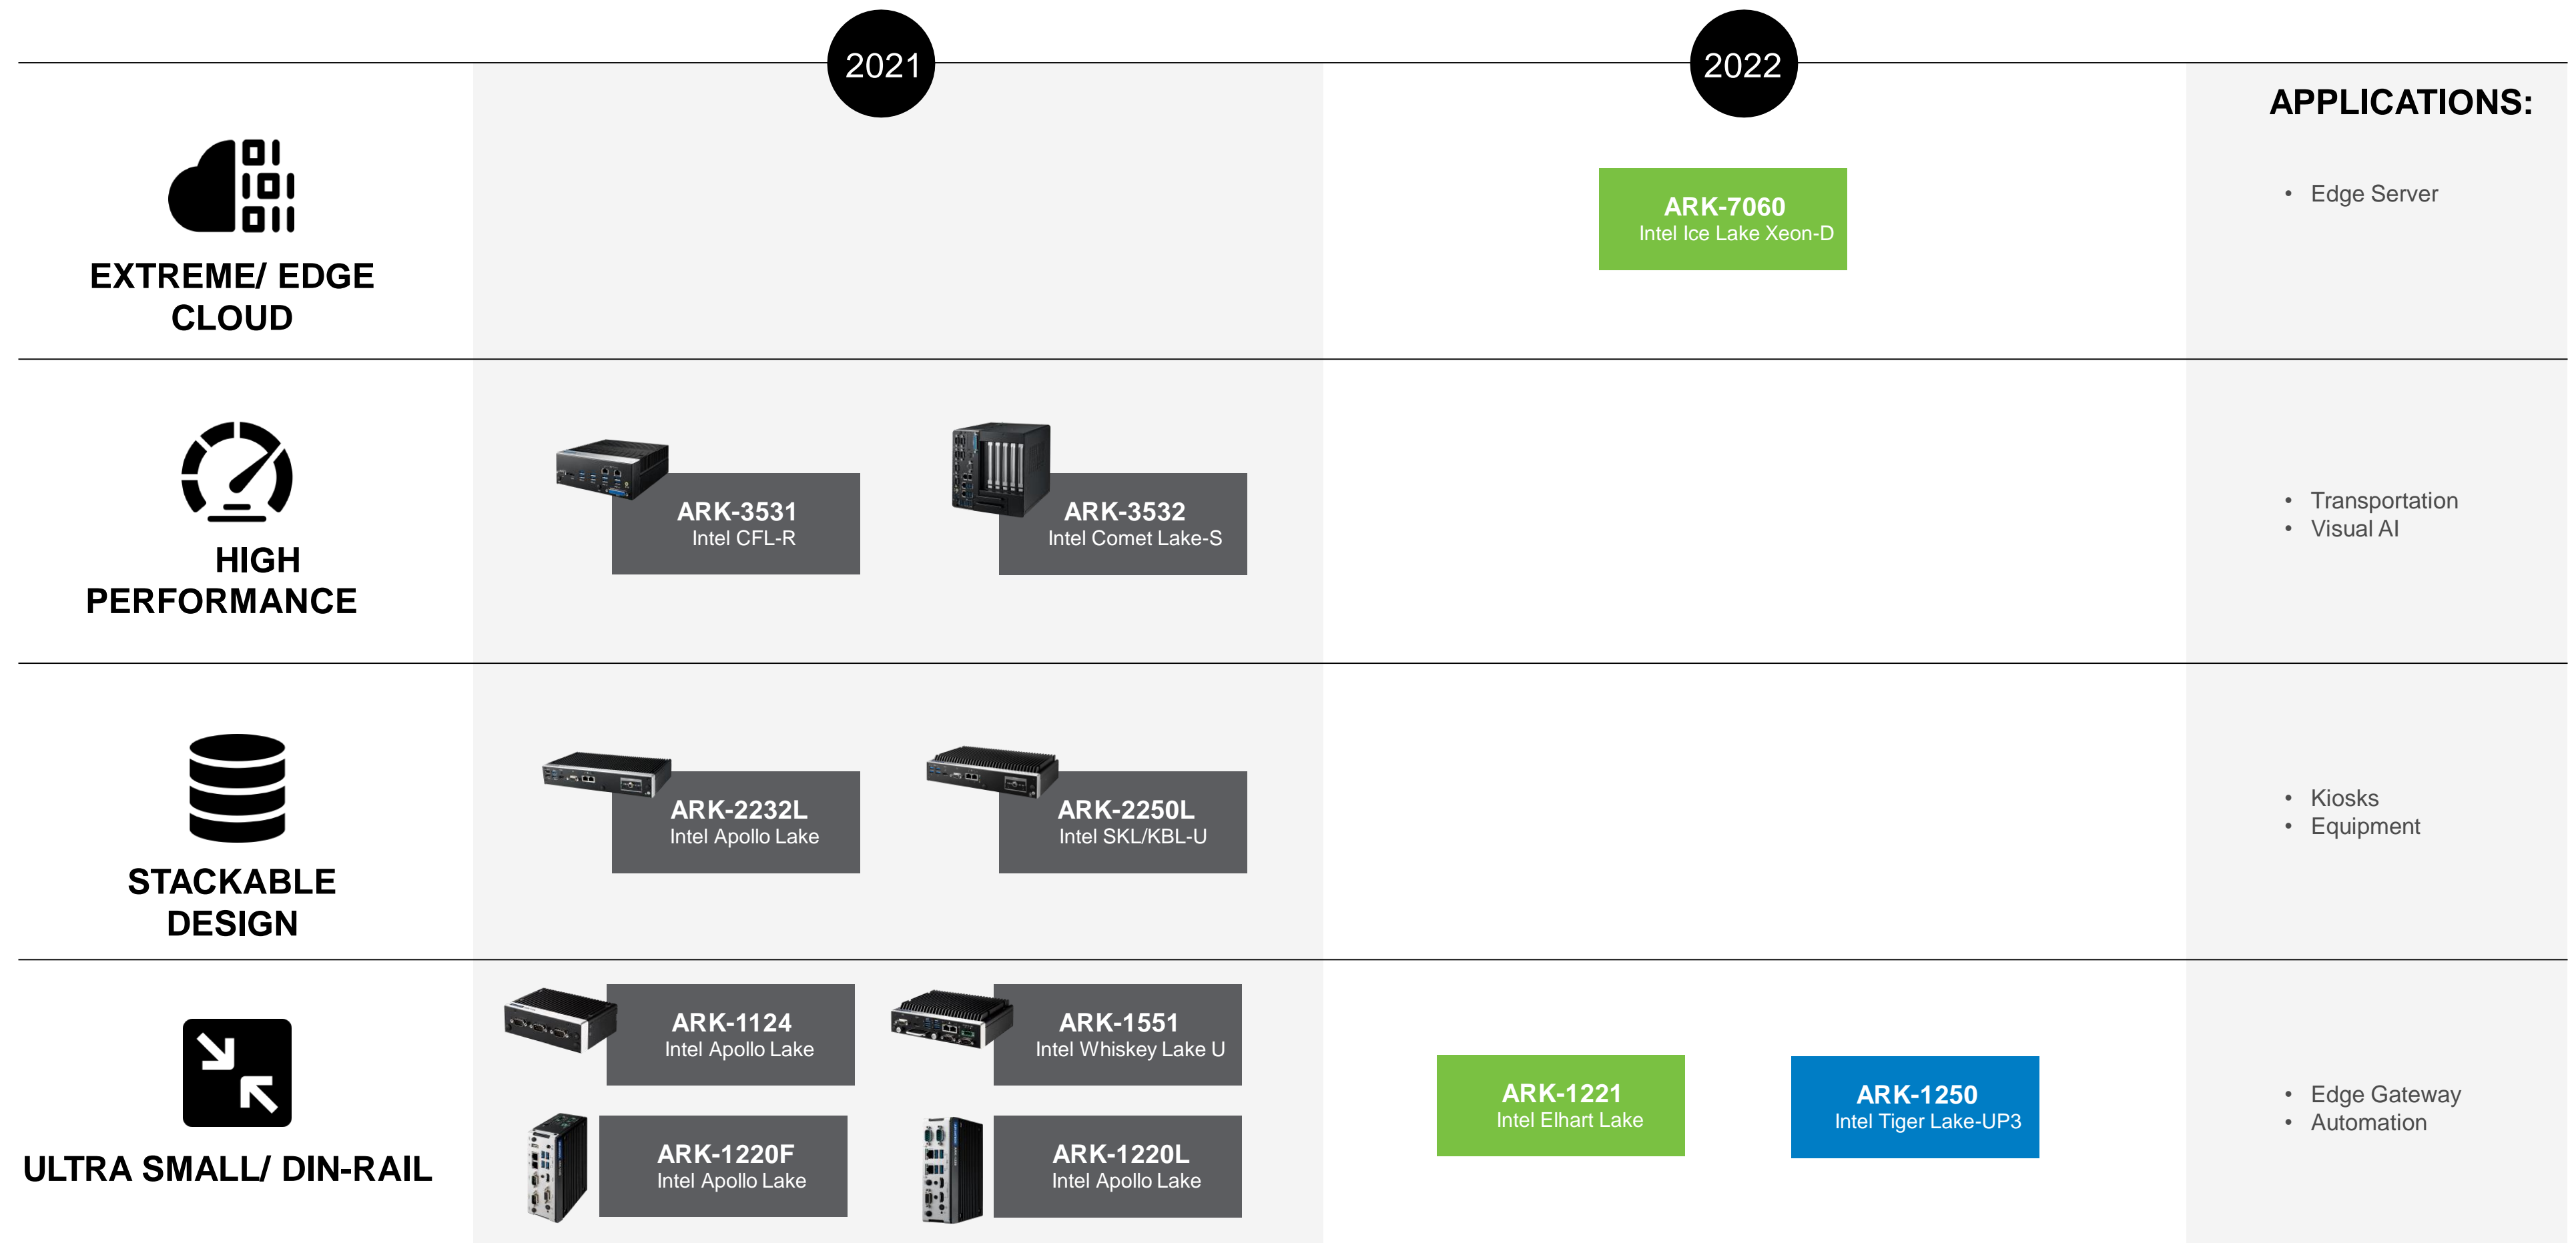 2021
2022
APPLICATIONS:
EXTREME/ EDGE
CLOUD
ARK-7060
Intel Ice Lake Xeon-D
• Edge Server
HIGH
PERFORMANCE
ARK-3531
Intel CFL-R
ARK-3532
Intel Comet Lake-S
• Transportation
• Visual AI
STACKABLE
DESIGN
ARK-2232L
Intel Apollo Lake
ARK-2250L
Intel SKL/KBL-U
• Kiosks
• Equipment
ULTRA SMALL/ DIN-RAIL
ARK-1124
Intel Apollo Lake
ARK-1551
Intel Whiskey Lake U
ARK-1220F
Intel Apollo Lake
ARK-1220L
Intel Apollo Lake
ARK-1221
Intel Elhart Lake
ARK-1250
Intel Tiger Lake-UP3
• Edge Gateway
• Automation